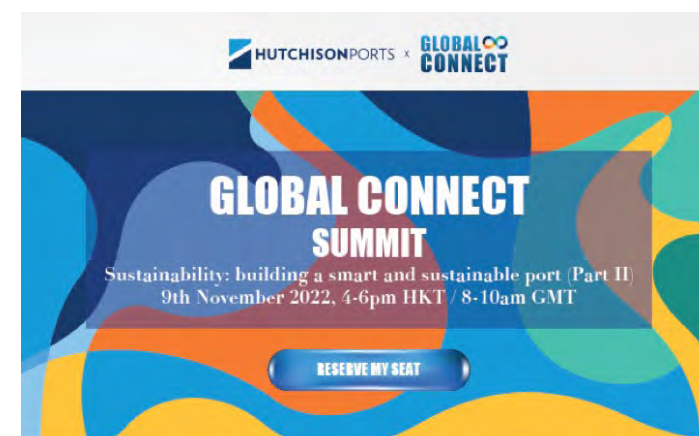 HUTCHISONPORTS x GLOBAL CONNECT
GLOBAL CONNECT
SUMMIT
Sustainability: building a smart and sustainable port (Part II)
9th November 2022, 4-6pm HKT / 8-10am GMT
RESERVE MY SEAT